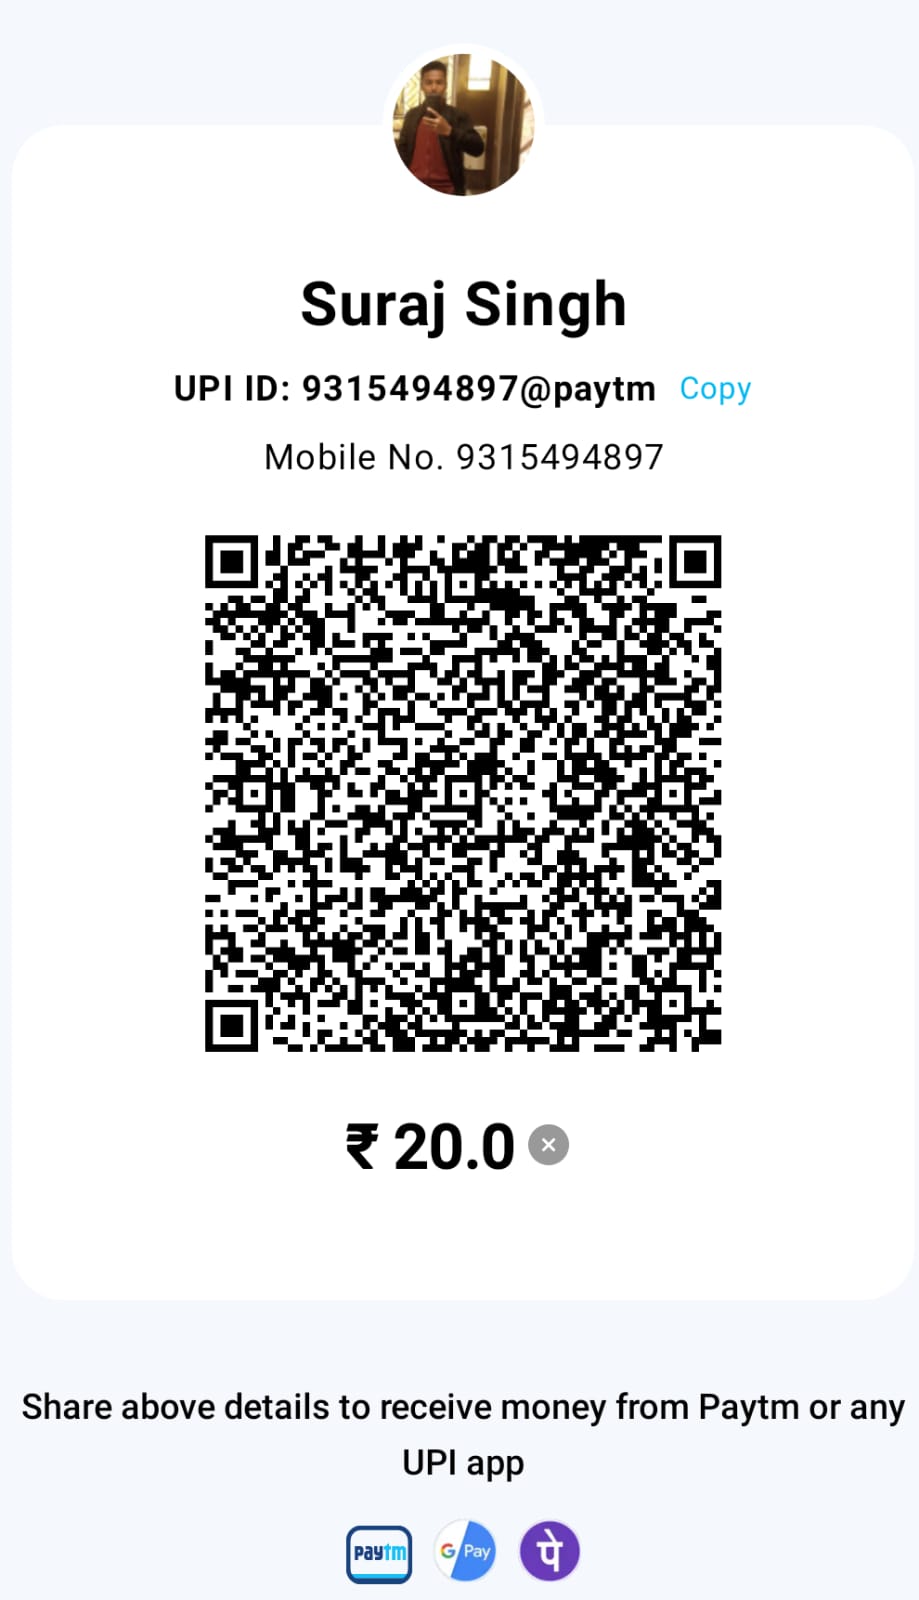 Suraj Singh
UPI ID: 9315494897@paytm Copy
Mobile No. 9315494897
₹ 20.0
Share above details to receive money from Paytm or any
UPI app
paytm G Pay पे